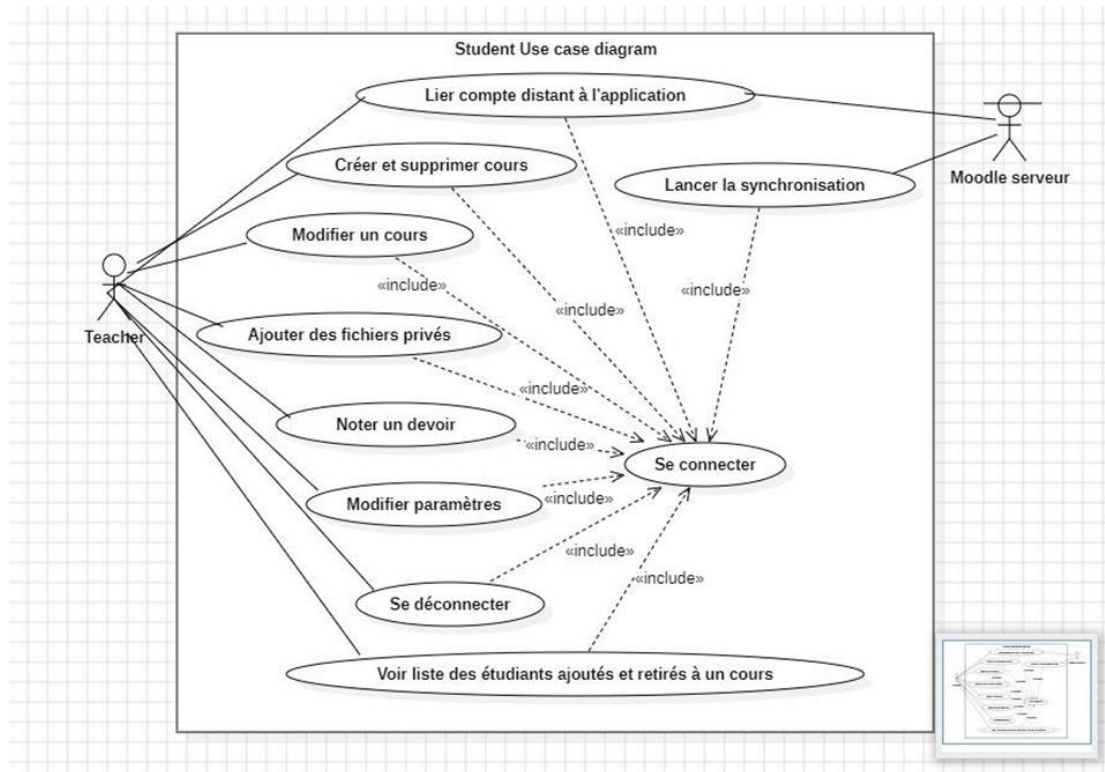 Student Use case diagram
Lier compte distant à l'application
Créer et supprimer cours
Lancer la synchronisation
Moodle serveur
Modifier un cours
«include»
«include»
«include»
«include»
Teacher
Ajouter des fichiers privés
«include»
Noter un devoir
«include»
Se connecter
Modifier paramètres
«include»
«include»
«include»
Se déconnecter
Voir liste des étudiants ajoutés et retirés à un cours